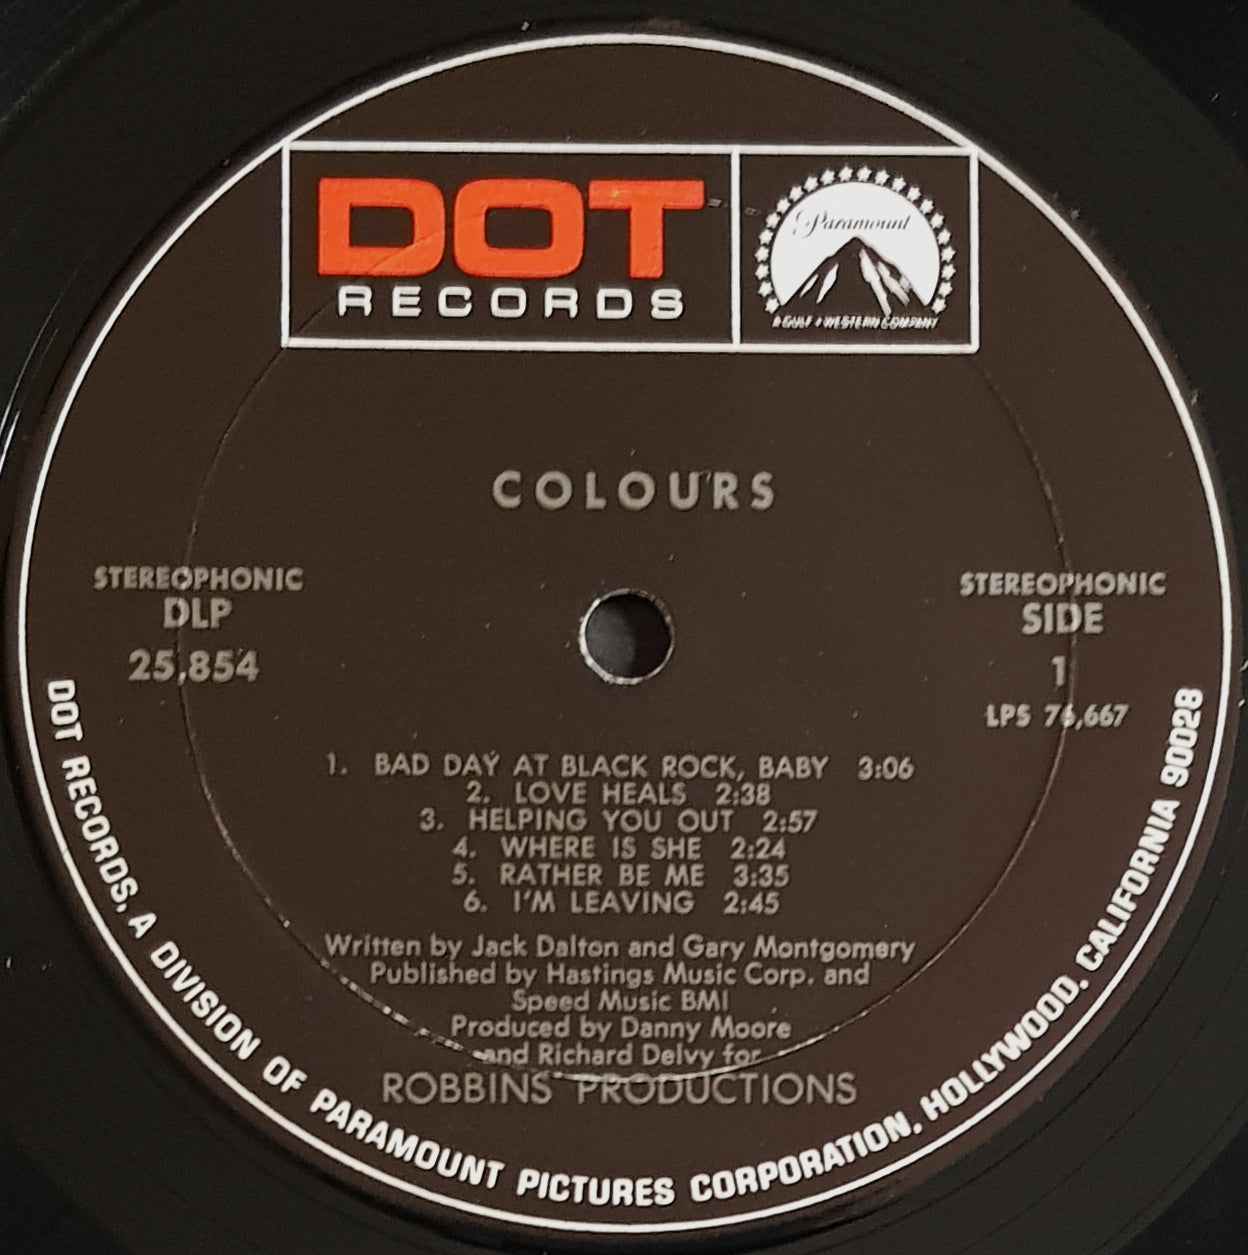 DOT
RECORDS
Paramount
A GULF + WESTERN COMPANY
COLOURS
STEREOPHONIC
DLP
25,854
STEREOPHONIC
SIDE
1
LPS 76,667
1. BAD DAY AT BLACK ROCK, BABY 3:06
2. LOVE HEALS 2:38
3. HELPING YOU OUT 2:57
4. WHERE IS SHE 2:24
5. RATHER BE ME 3:35
6. I'M LEAVING 2:45
Written by Jack Dalton and Gary Montgomery
Published by Hastings Music Corp. and
Speed Music BMI
Produced by Danny Moore
and Richard Delvy for
ROBBINS PRODUCTIONS
DOT RECORDS, A DIVISION OF PARAMOUNT PICTURES CORPORATION, HOLLYWOOD, CALIFORNIA 90028